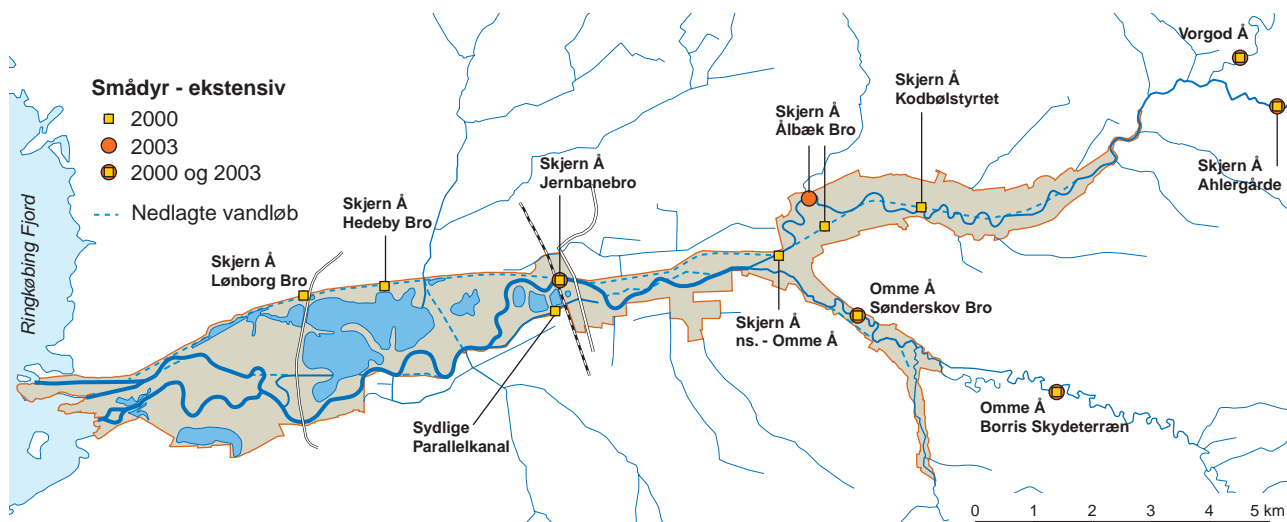 Smådyr - ekstensiv
2000
2003
2000 og 2003
Nedlagte vandløb
Ringkøbing Fjord
Skjern Å
Lønborg Bro
Skjern Å
Hedeby Bro
Skjern Å
Jernbanebro
Sydlige
Parallelkanal
Skjern Å
Ålbæk Bro
Skjern Å
Kodbølstyrtet
Vorgod Å
Skjern Å
Ahlergårde
Skjern Å
ns. - Omme Å
Omme Å
Sønderskov Bro
Omme Å
Borris Skydeterræn
0 1 2 3 4 5 km